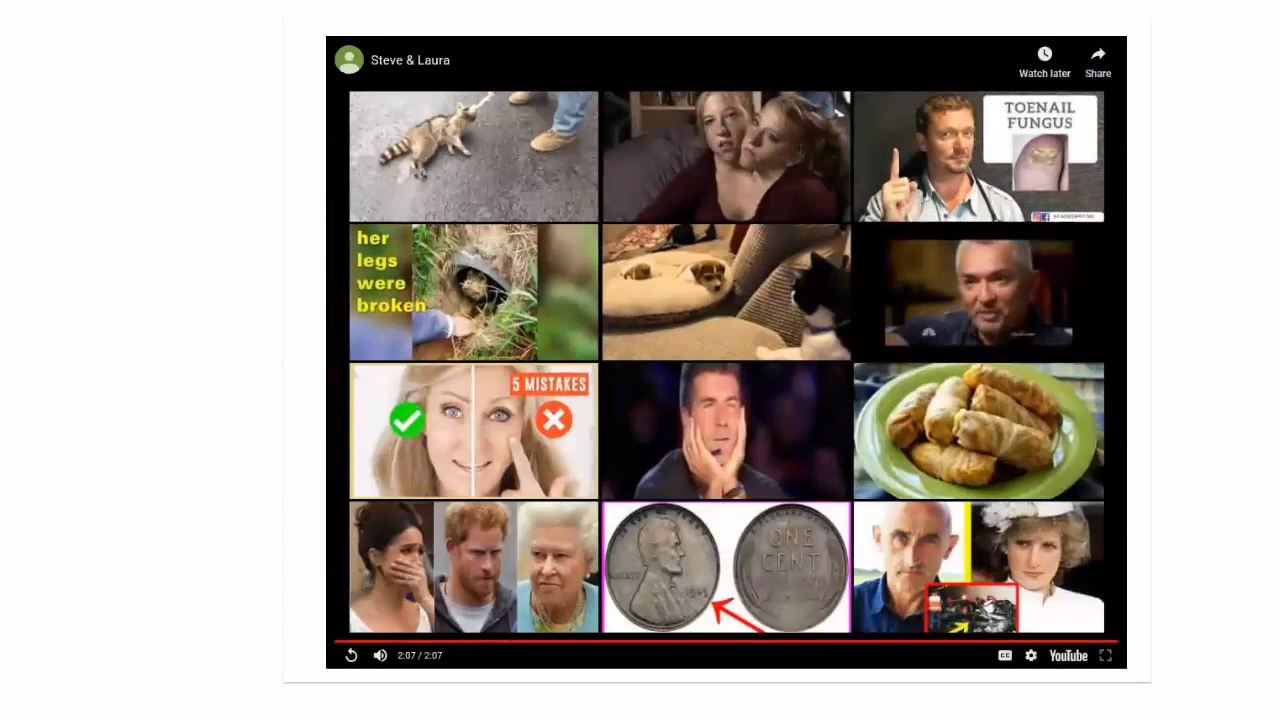 Steve & Laura
Watch later
Share
TOENAIL
FUNGUS
her
legs
were
broken
5 MISTAKES
ONE
CENT
2:07 / 2:07
CC
YouTube